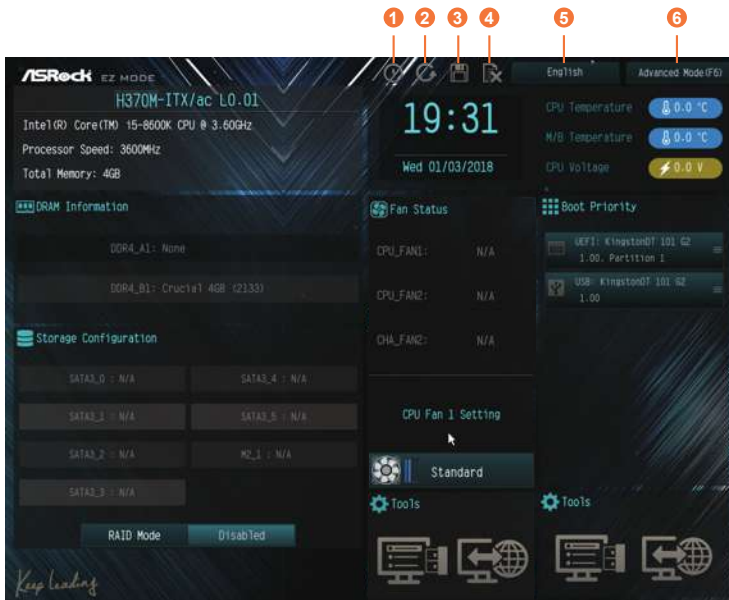 1 2 3 4 5 6
ASRock EZ MODE
English
Advanced Mode(F6)
H370M-ITX/ac L0.01
Intel(R) Core(TM) i5-8600K CPU @ 3.60GHz
Processor Speed: 3600MHz
Total Memory: 4GB
19:31
Wed 01/03/2018
CPU Temperature 0.0 °C
M/B Temperature 0.0 °C
CPU Voltage 0.0 V
DRAM Information
DDR4_A1: None
DDR4_B1: Crucial 4GB (2133)
Storage Configuration
SATA3_0 : N/A SATA3_4 : N/A
SATA3_1 : N/A SATA3_5 : N/A
SATA3_2 : N/A M2_1 : N/A
SATA3_3 : N/A
RAID Mode Disabled
Keep Leading
Fan Status
CPU_FAN1: N/A
CPU_FAN2: N/A
CHA_FAN2: N/A
CPU Fan 1 Setting
Standard
Tools
Boot Priority
UEFI: KingstonDT 101 G2
1.00, Partition 1
USB: KingstonDT 101 G2
1.00
Tools